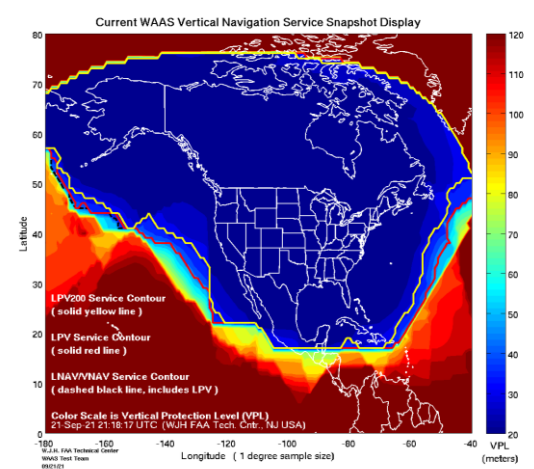 Current WAAS Vertical Navigation Service Snapshot Display
80
70
60
50
40
30
20
10
0
Latitude
LPV200 Service Contour
( solid yellow line )
LPV Service Contour
( solid red line )
LNAV/VNAV Service Contour
( dashed black line, includes LPV )
Color Scale is Vertical Protection Level (VPL)
21-Sep-21 21:18:17 UTC (WJH FAA Tech. Cntr., NJ USA)
-180 -160 -140 -120 -100 -80 -60 -40
Longitude ( 1 degree sample size)
W.J.H. FAA Technical Center
WAAS Test Team
09/21/21
120
110
100
90
80
70
60
50
40
30
20
VPL
(meters)